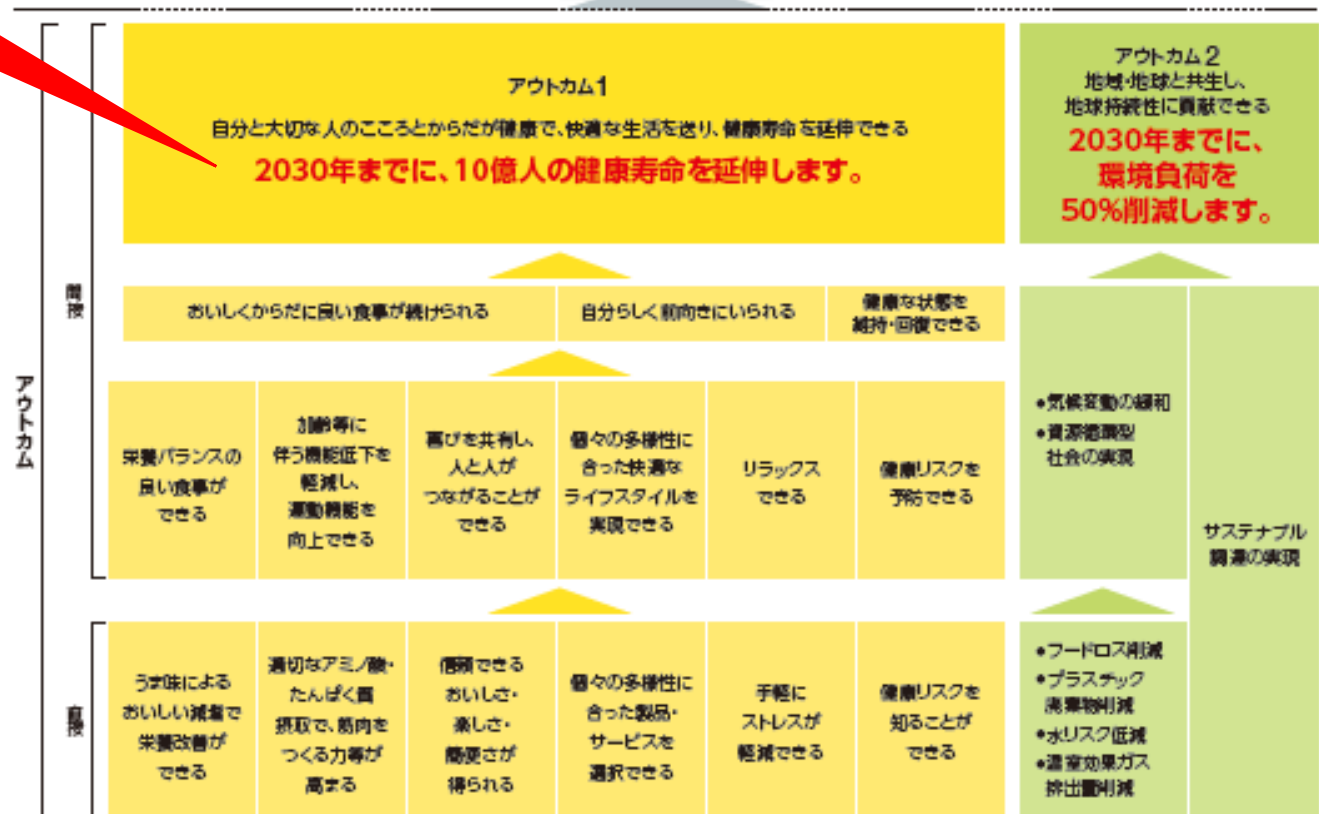 アウトカム1
自分と大切な人のこころとからだが健康で、快適な生活を送り、健康寿命を延伸できる
2030年までに、10億人の健康寿命を延伸します。
アウトカム2
地域・地球と共生し、
地球持続性に貢献できる
2030年までに、
環境負荷を
50%削減します。
アウトカム
間接
おいしくからだに良い食事が続けられる
自分らしく前向きにいられる
健康な状態を
維持・回復できる
栄養バランスの
良い食事が
できる
加齢等に
伴う機能低下を
軽減し、
運動機能を
向上できる
喜びを共有し、
人と人が
つながることが
できる
個々の多様性に
合った快適な
ライフスタイルを
実現できる
リラックス
できる
健康リスクを
予防できる
●気候変動の緩和
●資源循環型
社会の実現
サステナブル
調達の実現
直接
うま味による
おいしい減塩で
栄養改善が
できる
適切なアミノ酸・
たんぱく質
摂取で、筋肉を
つくる力等が
高まる
信頼できる
おいしさ・
楽しさ・
簡便さが
得られる
個々の多様性に
合った製品・
サービスを
選択できる
手軽に
ストレスが
軽減できる
健康リスクを
知ることが
できる
●フードロス削減
●プラスチック
廃棄物削減
●水リスク低減
●温室効果ガス
排出量削減